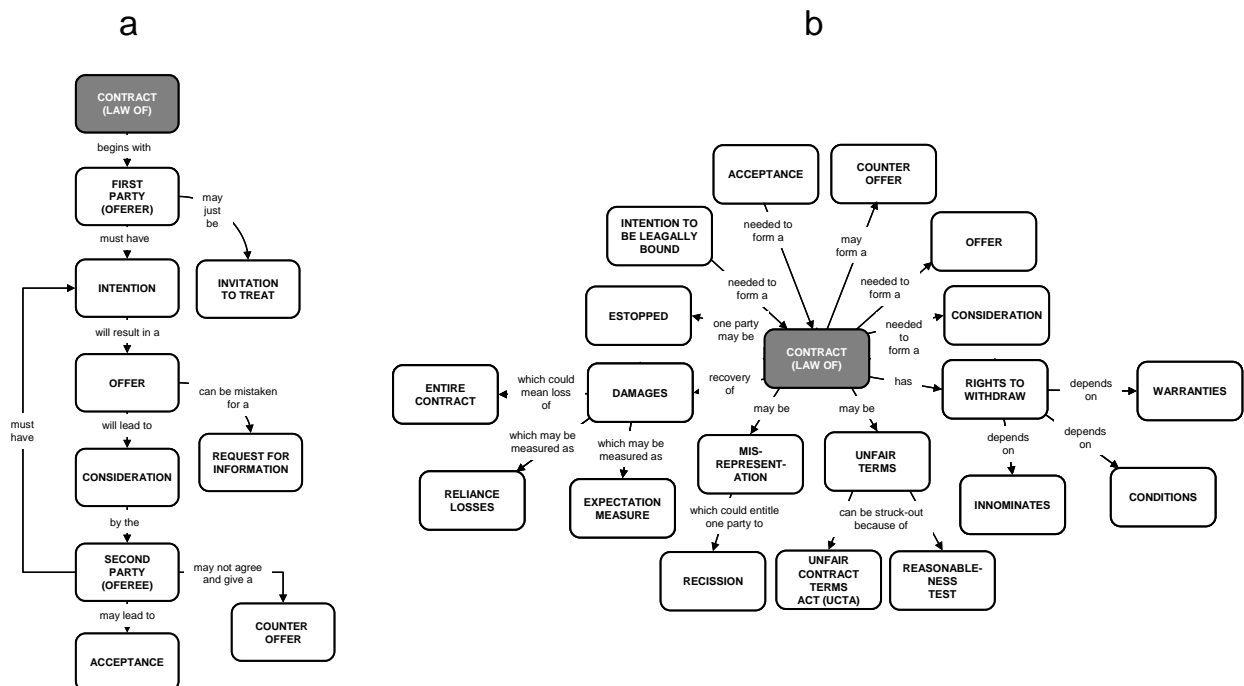 a
CONTRACT
(LAW OF)
begins with
FIRST
PARTY
(OFERER)
may
just
be
must have
INTENTION
INVITATION
TO TREAT
will result in a
OFFER
can be mistaken
for a
must
have
will lead to
CONSIDERATION
REQUEST FOR
INFORMATION
by the
SECOND
PARTY
(OFEREE)
may not agree
and give a
may lead to
COUNTER
OFFER
ACCEPTANCE
b
ACCEPTANCE
COUNTER
OFFER
INTENTION TO
BE LEAGALLY
BOUND
needed to
form a
may
form a
OFFER
needed to
form a
needed to
form a
ESTOPPED
one party
may be
CONTRACT
(LAW OF)
needed
to
form a
CONSIDERATION
ENTIRE
CONTRACT
which could
mean loss
of
DAMAGES
recovery
of
has
RIGHTS TO
WITHDRAW
depends
on
WARRANTIES
may be
may be
which may be
measured as
which may be
measured as
MIS-
REPRESENT-
ATION
UNFAIR
TERMS
depends
on
depends
on
RELIANCE
LOSSES
EXPECTATION
MEASURE
INNOMINATES
CONDITIONS
which could entitle
one party to
can be struck-out
because of
RECISSION
UNFAIR
CONTRACT
TERMS
ACT (UCTA)
REASONABLE-
NESS
TEST